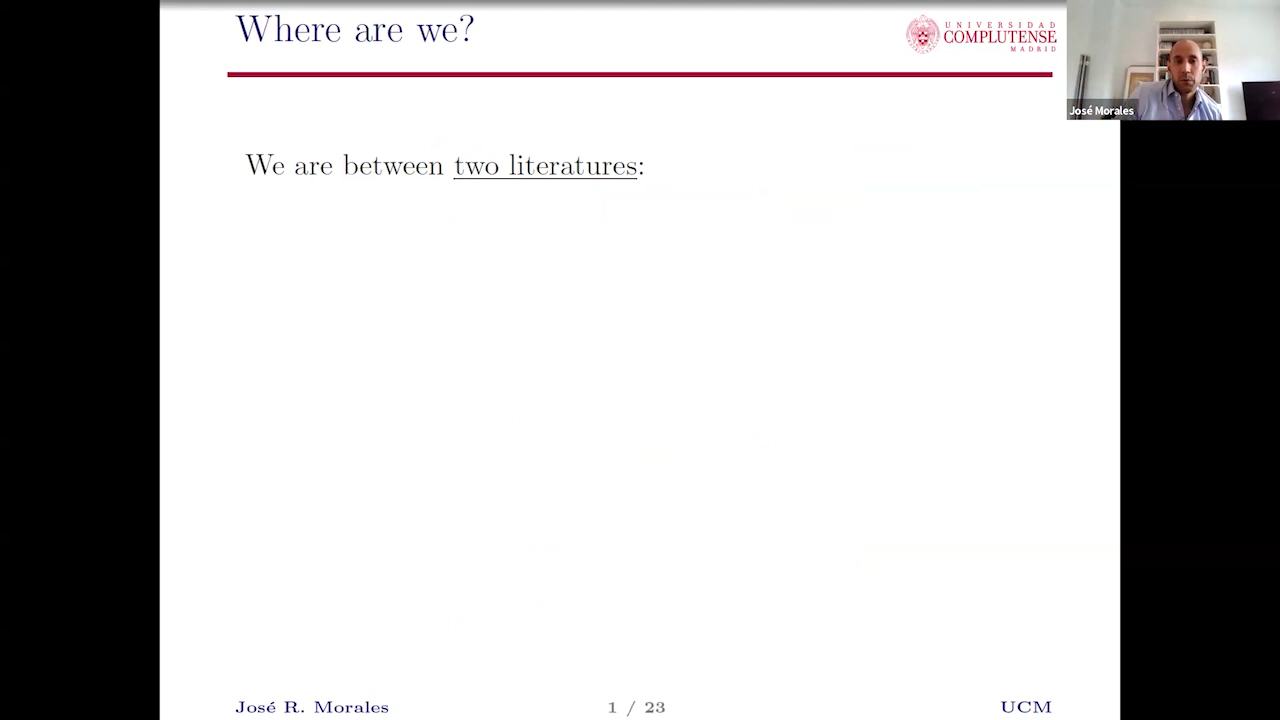 Where are we?
UNIVERSIDAD
COMPLUTENSE
MADRID
José Morales
We are between two literatures:
José R. Morales
1 / 23
UCM